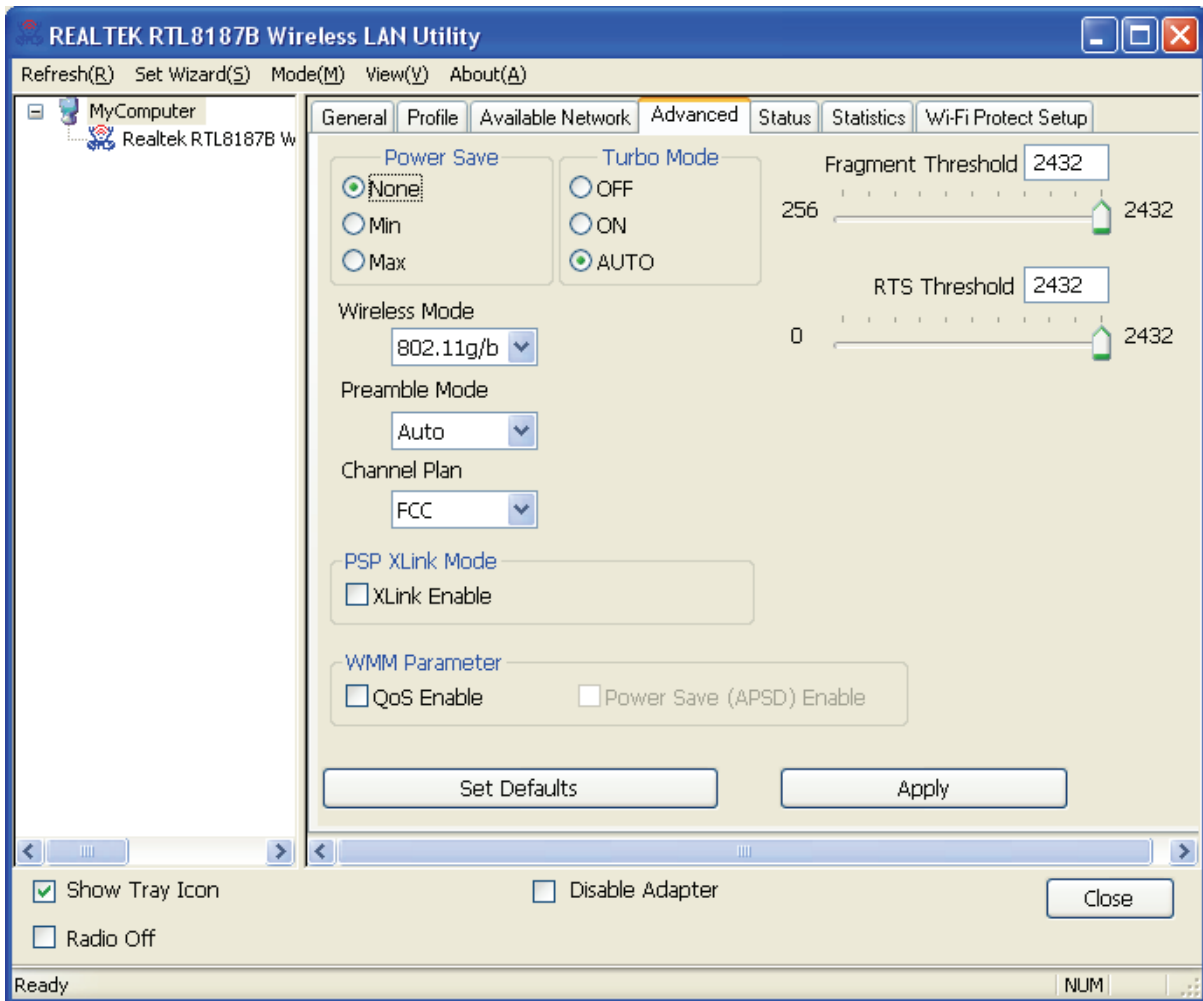 REALTEK RTL8187B Wireless LAN Utility
Refresh(R) Set Wizard(S) Mode(M) View(V) About(A)
MyComputer
Realtek RTL8187B W
General Profile Available Network Advanced Status Statistics Wi-Fi Protect Setup
Power Save
None
Min
Max
Turbo Mode
OFF
ON
AUTO
Fragment Threshold 2432
256 2432
RTS Threshold 2432
0 2432
Wireless Mode
802.11g/b
Preamble Mode
Auto
Channel Plan
FCC
PSP XLink Mode
XLink Enable
WMM Parameter
QoS Enable Power Save (APSD) Enable
Set Defaults Apply
Show Tray Icon Disable Adapter Close
Radio Off
Ready NUM